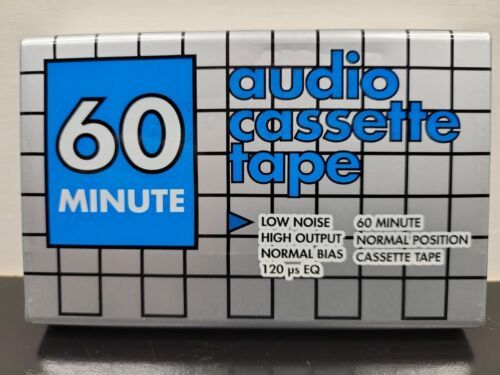 60
MINUTE
audio
cassette
tape
LOW NOISE
HIGH OUTPUT
NORMAL BIAS
120 µs EQ
60 MINUTE
NORMAL POSITION
CASSETTE TAPE